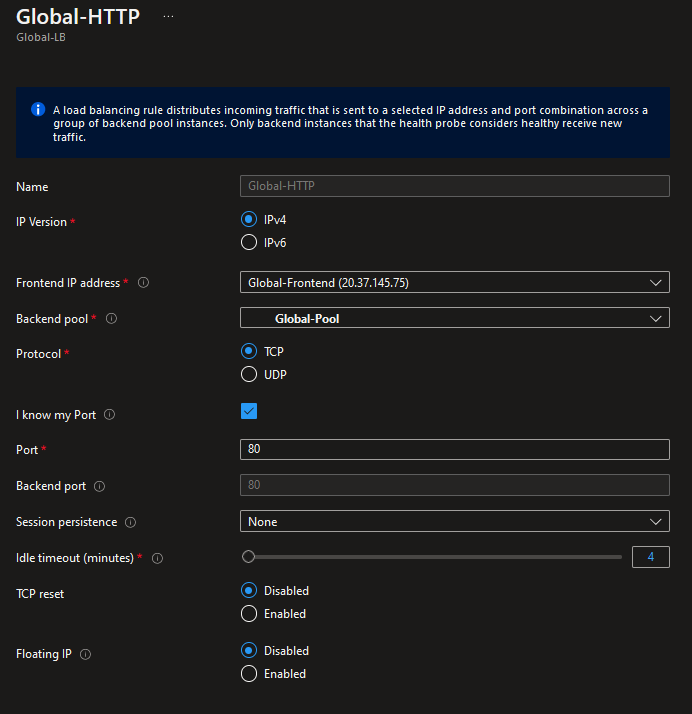 Global-HTTP ...
Global-LB
A load balancing rule distributes incoming traffic that is sent to a selected IP address and port combination across a
group of backend pool instances. Only backend instances that the health probe considers healthy receive new
traffic.
Name Global-HTTP
IP Version * IPv4
IPv6
Frontend IP address * Global-Frontend (20.37.145.75)
Backend pool * Global-Pool
Protocol * TCP
UDP
I know my Port
Port * 80
Backend port 80
Session persistence None
Idle timeout (minutes) * 4
TCP reset Disabled
Enabled
Floating IP Disabled
Enabled